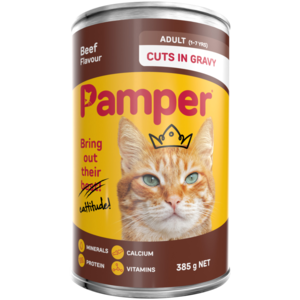 Beef
Flavour
ADULT (1-7 YRS)
CUTS IN GRAVY
Pamper
Bring
out
their
best!
cattitude!
MINERALS
CALCIUM
PROTEIN
VITAMINS
385 g NET